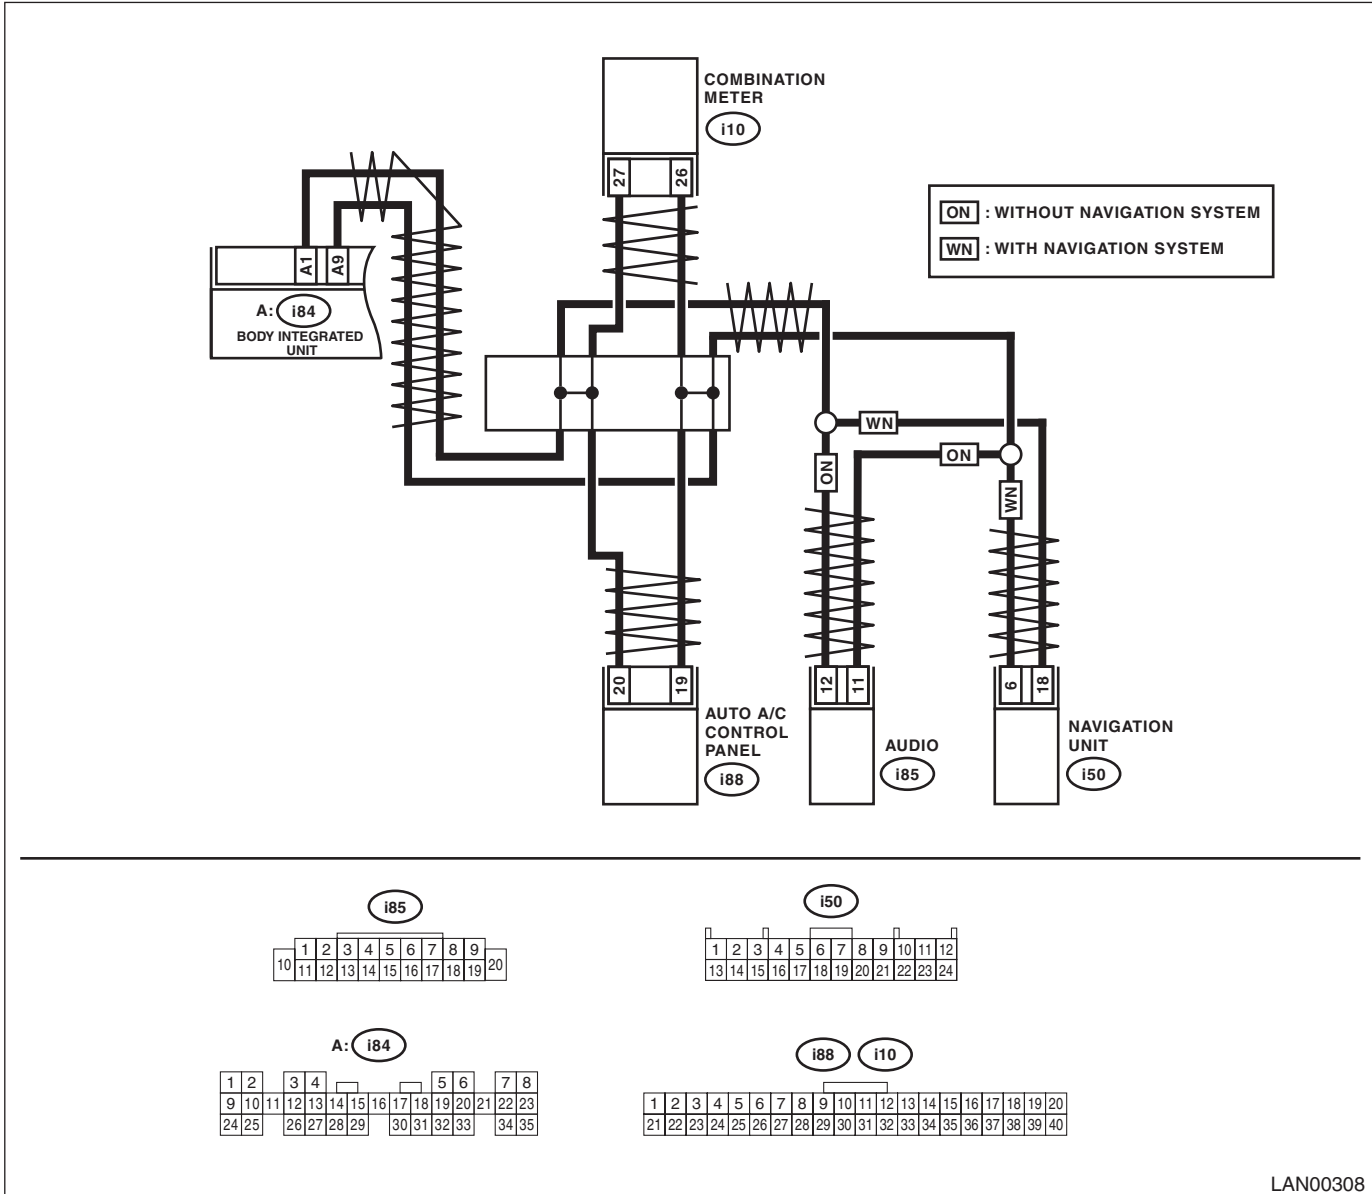 COMBINATION
METER
i10
27
26
ON : WITHOUT NAVIGATION SYSTEM
WN : WITH NAVIGATION SYSTEM
A1
A9
A: i84
BODY INTEGRATED
UNIT
WN
ON
ON
WN
20
19
12
11
6
18
AUTO A/C
CONTROL
PANEL
i88
AUDIO
i85
NAVIGATION
UNIT
i50
i85
1 2 3 4 5 6 7 8 9
10 20
11 12 13 14 15 16 17 18 19
i50
1 2 3 4 5 6 7 8 9 10 11 12
13 14 15 16 17 18 19 20 21 22 23 24
A: i84
1 2 3 4 5 6 7 8
9 10 11 12 13 14 15 16 17 18 19 20 21 22 23
24 25 26 27 28 29 30 31 32 33 34 35
i88 i10
1 2 3 4 5 6 7 8 9 10 11 12 13 14 15 16 17 18 19 20
21 22 23 24 25 26 27 28 29 30 31 32 33 34 35 36 37 38 39 40
LAN00308